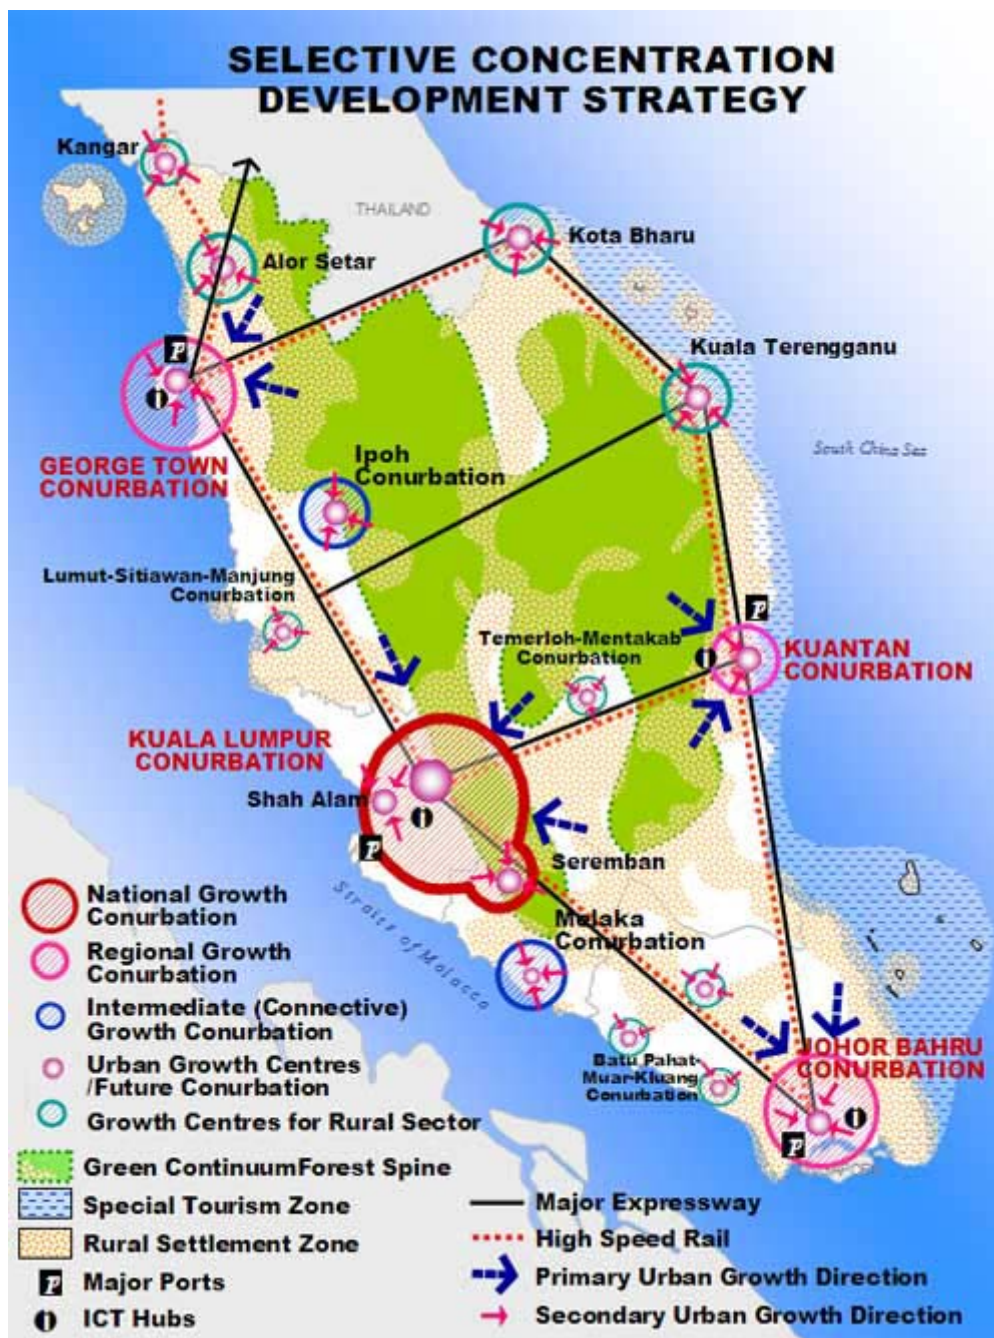 SELECTIVE CONCENTRATION
DEVELOPMENT STRATEGY
Kangar
THAILAND
Kota Bharu
Alor Setar
P
Kuala Terengganu
GEORGE TOWN
CONURBATION
Ipoh
Conurbation
South China Sea
Lumut-Sitiawan-Manjung
Conurbation
P
Temerloh-Mentakab
Conurbation
KUANTAN
CONURBATION
KUALA LUMPUR
CONURBATION
Shah Alam
P
Seremban
Straits of Molacca
Melaka
Conurbation
JOHOR BAHRU
CONURBATION
Batu Pahat-
Muar-Kluang
Conurbation
P
National Growth
Conurbation
Regional Growth
Conurbation
Intermediate (Connective)
Growth Conurbation
Urban Growth Centres
/Future Conurbation
Growth Centres for Rural Sector
Green ContinuumForest Spine
Special Tourism Zone
Rural Settlement Zone
P Major Ports
ICT Hubs
Major Expressway
High Speed Rail
Primary Urban Growth Direction
Secondary Urban Growth Direction